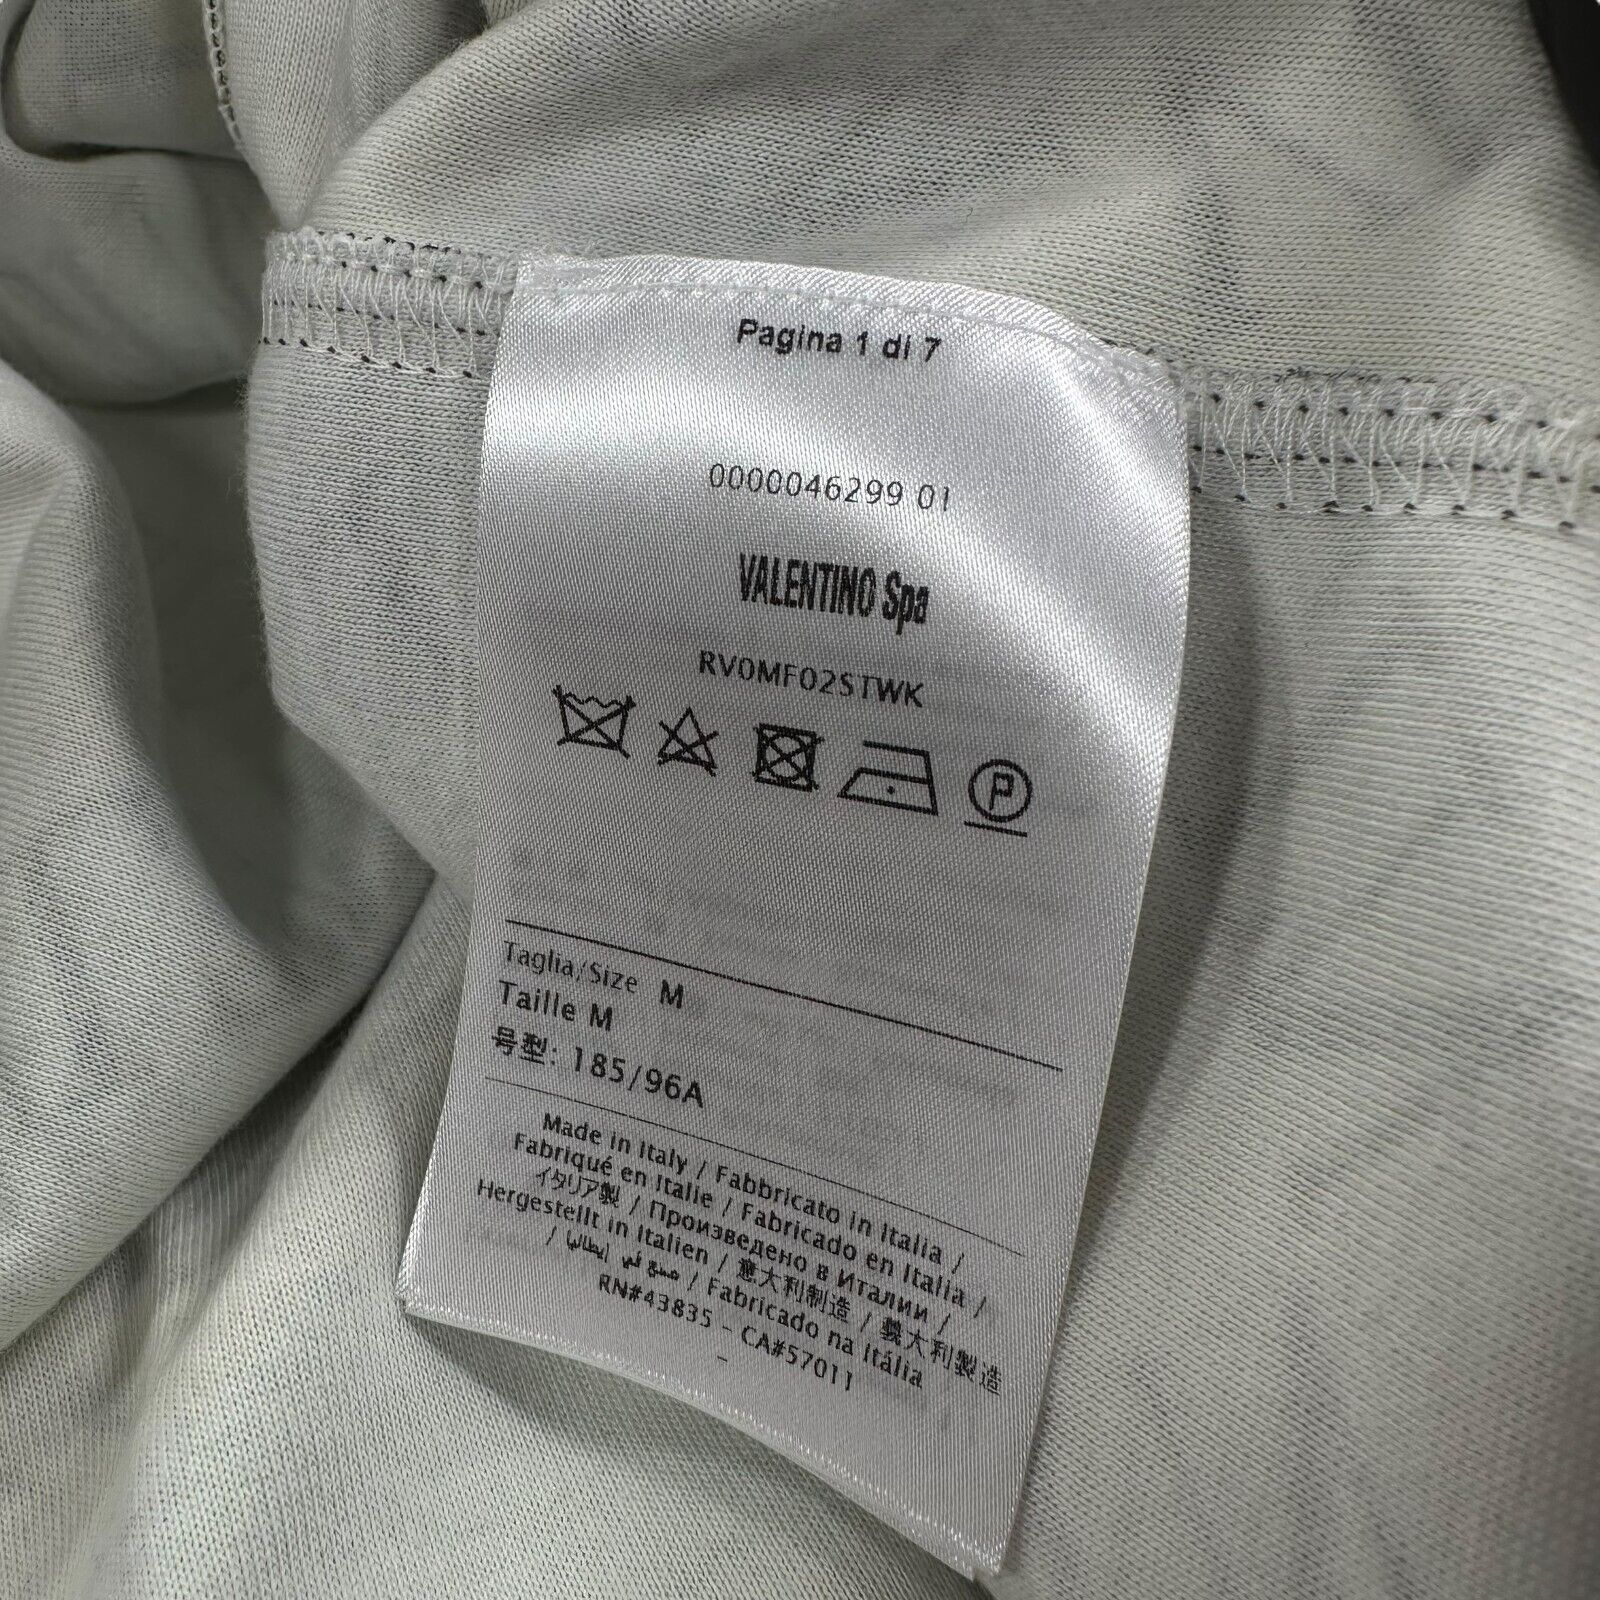 Pagina 1 di 7
0000046299 01
VALENTINO Spa
RV0MF02STWK
P
Taglia/Size M
Taille M
号型: 185/96A
Made in Italy / Fabbricato in Italia /
Fabriqué en Italie / Fabricado en Italia /
イタリア製 / Произведено в Италии /
Hergestellt in Italien / 意大利制造 / 義大利製造
/ صنع في إيطاليا / Fabricado na Itália
RN#43835 - CA#57011
-